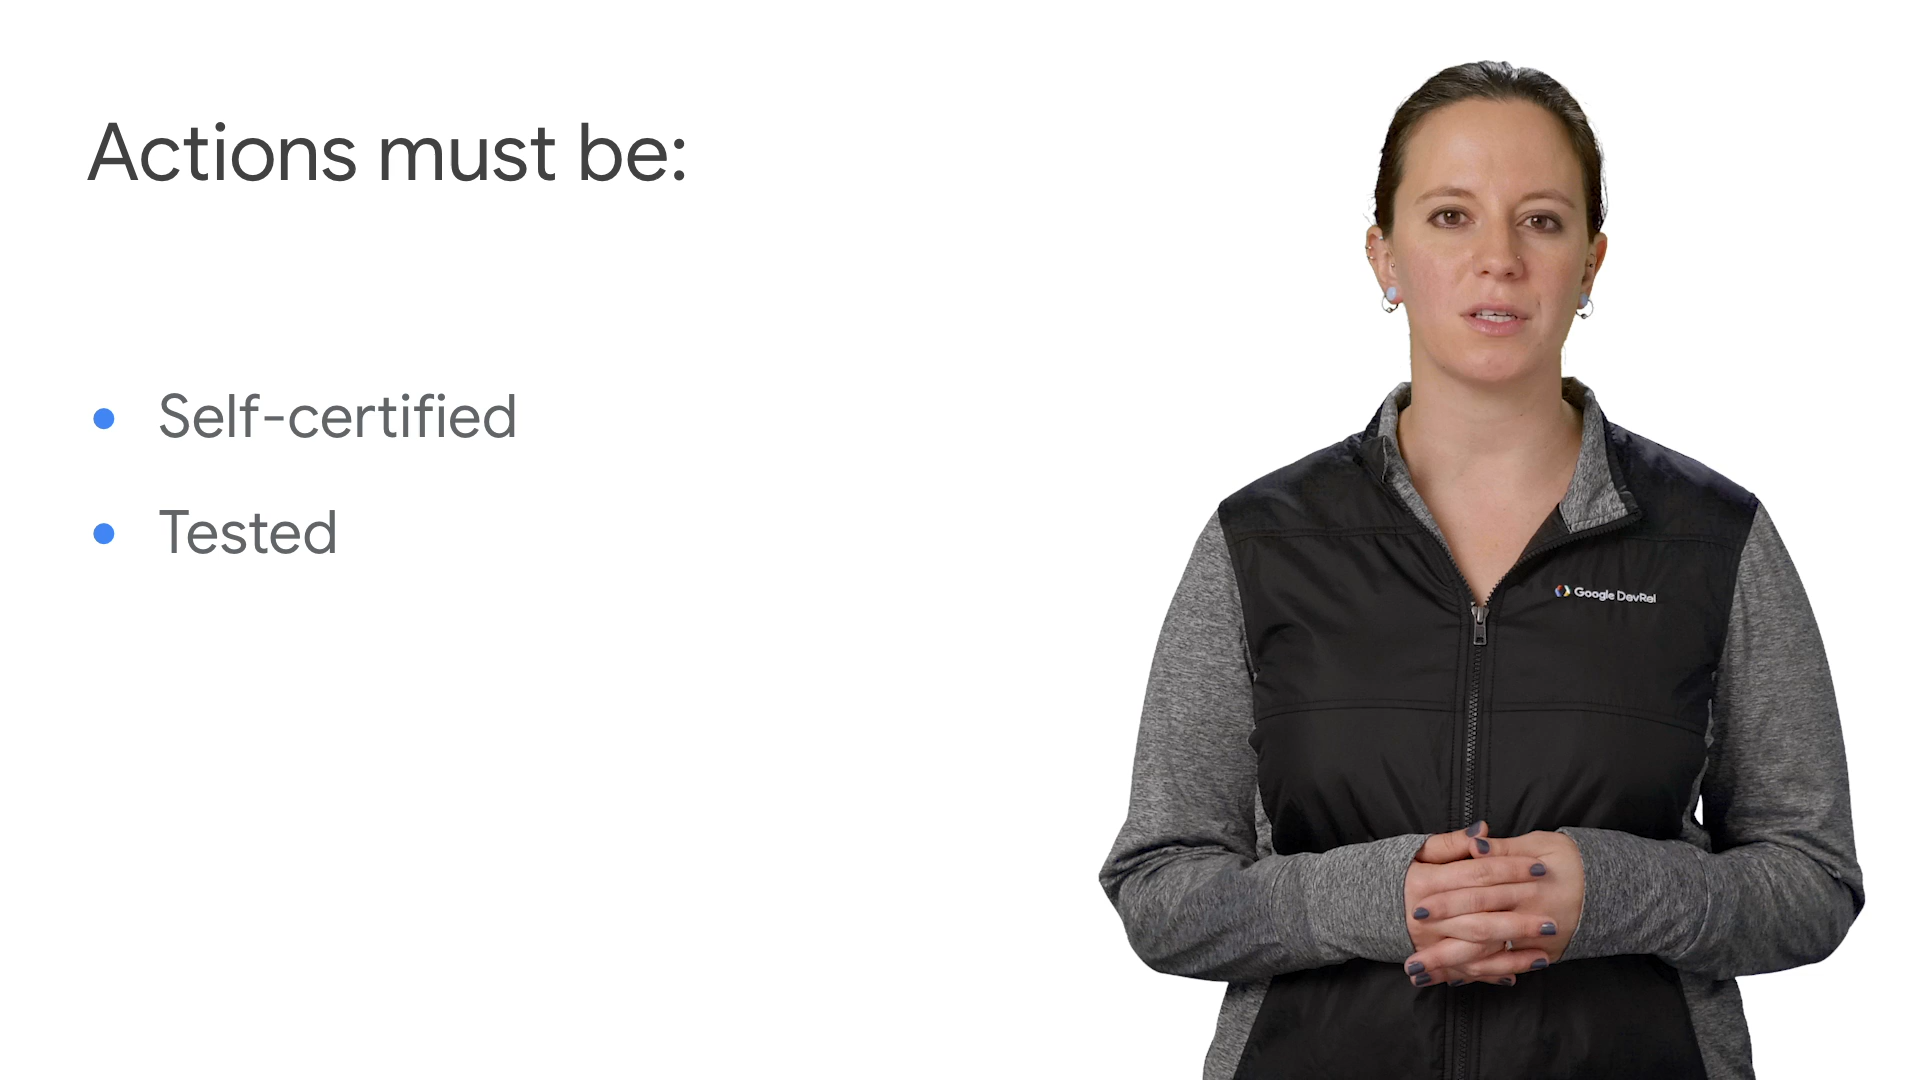 Actions must be:
• Self-certified
• Tested
Google DevRel